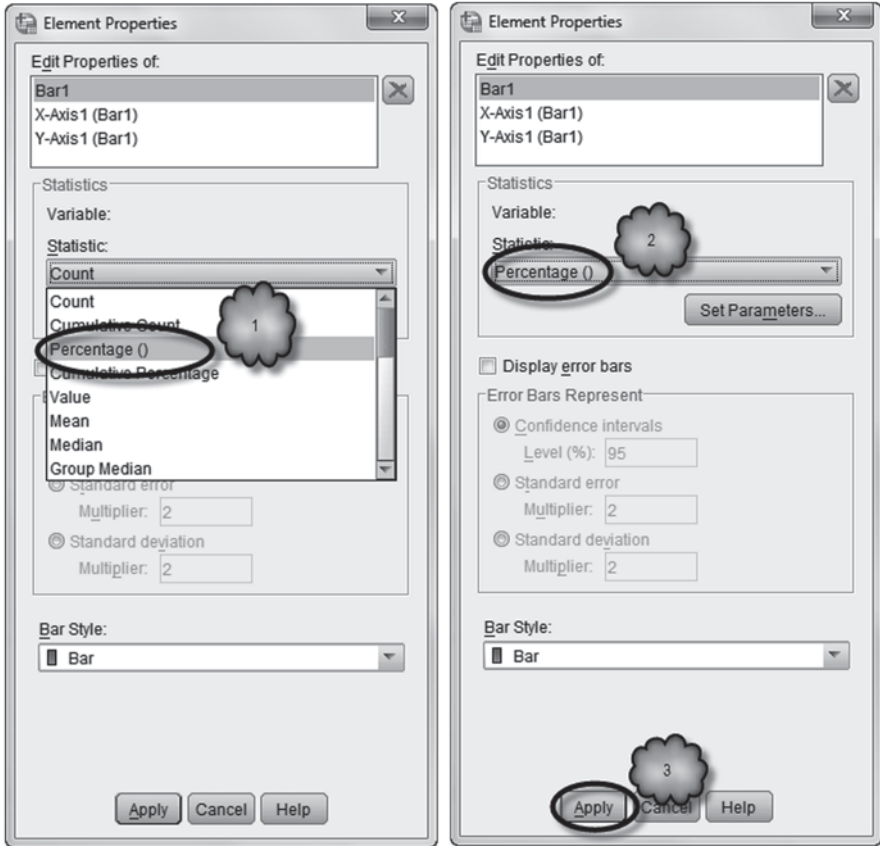 Element Properties
Edit Properties of:
Bar1
X-Axis1 (Bar1)
Y-Axis1 (Bar1)
Statistics
Variable:
Statistic:
Count
Count
Cumulative Count
1
Percentage ()
Cumulative Percentage
Value
Mean
Median
Group Median
Standard error
Multiplier: 2
Standard deviation
Multiplier: 2
Bar Style:
Bar
Apply Cancel Help
Element Properties
Edit Properties of:
Bar1
X-Axis1 (Bar1)
Y-Axis1 (Bar1)
Statistics
Variable:
Statistic:
2
Percentage ()
Set Parameters...
Display error bars
Error Bars Represent
Confidence intervals
Level (%): 95
Standard error
Multiplier: 2
Standard deviation
Multiplier: 2
Bar Style:
Bar
3
Apply Cancel Help